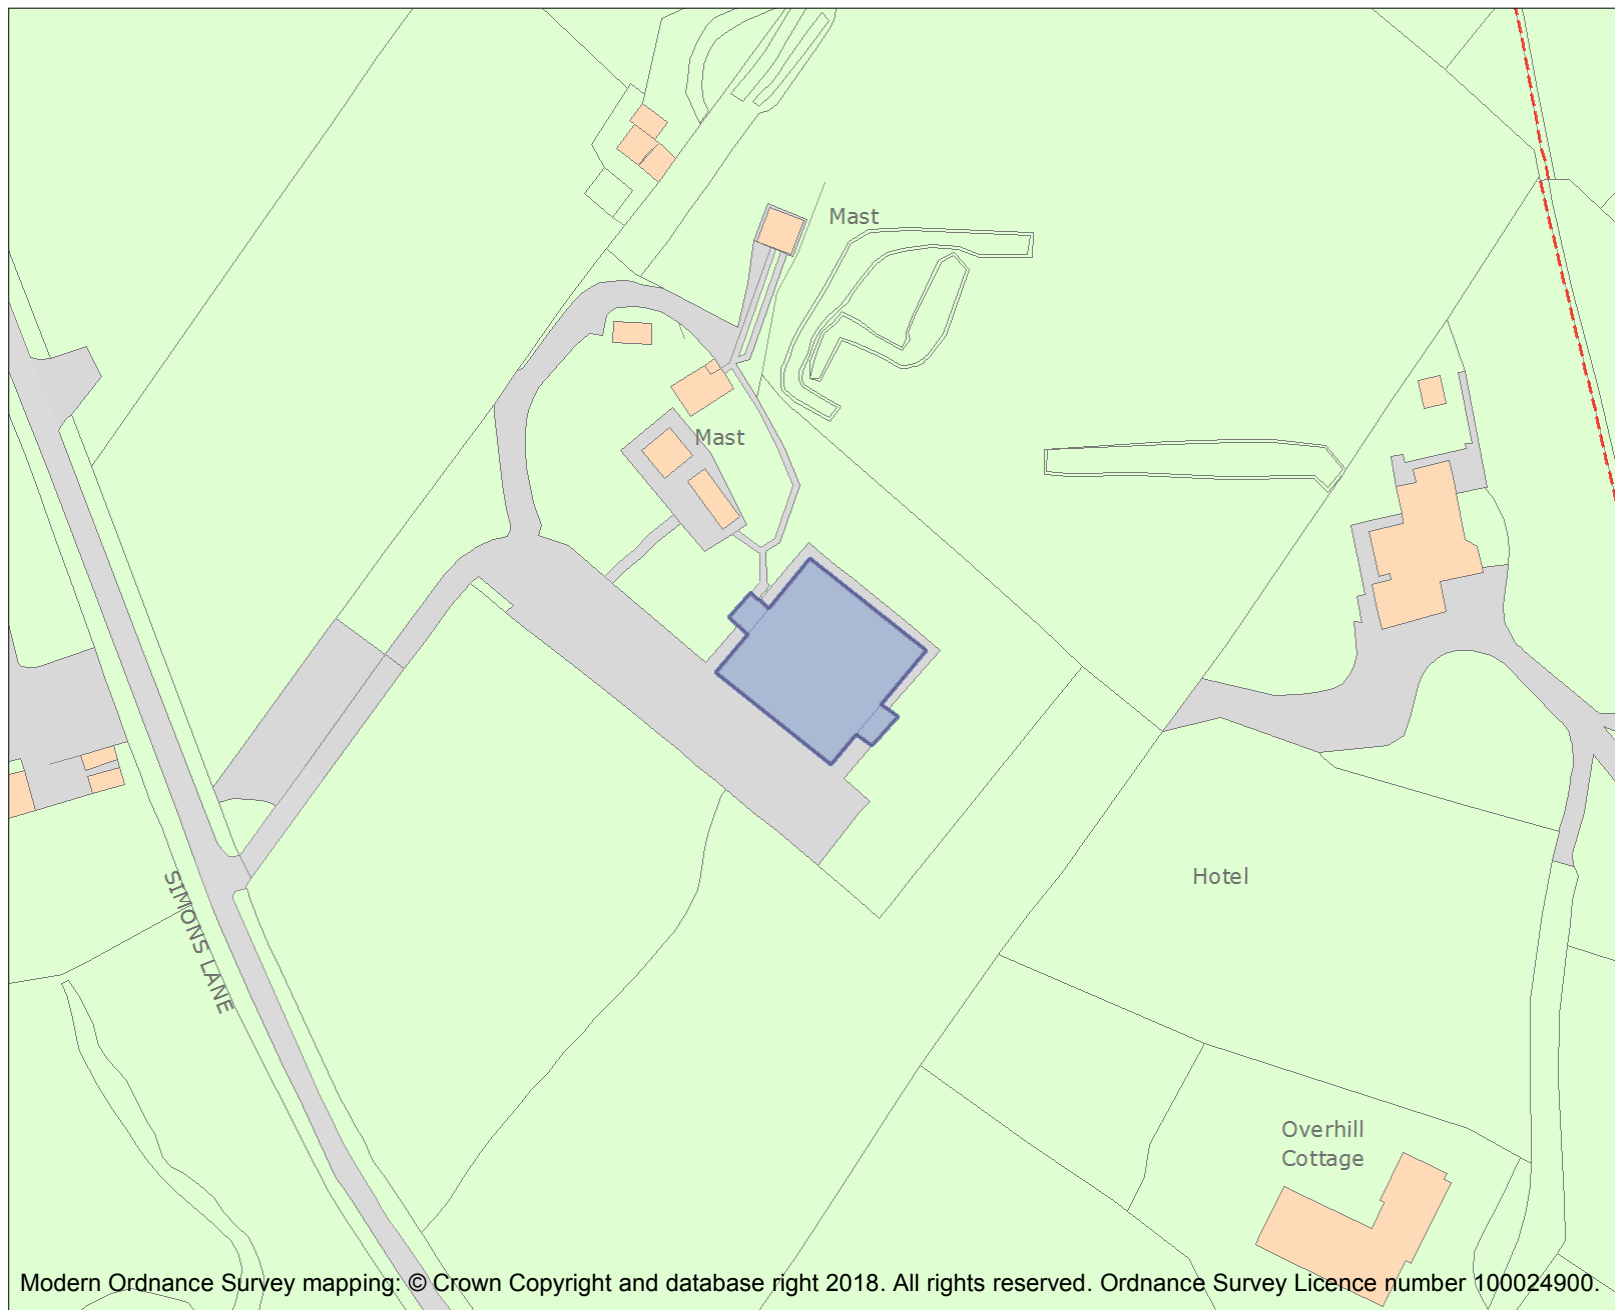 Mast
Mast
Hotel
SIMONS LANE
Overhill
Cottage
Modern Ordnance Survey mapping: © Crown Copyright and database right 2018. All rights reserved. Ordnance Survey Licence number 100024900.